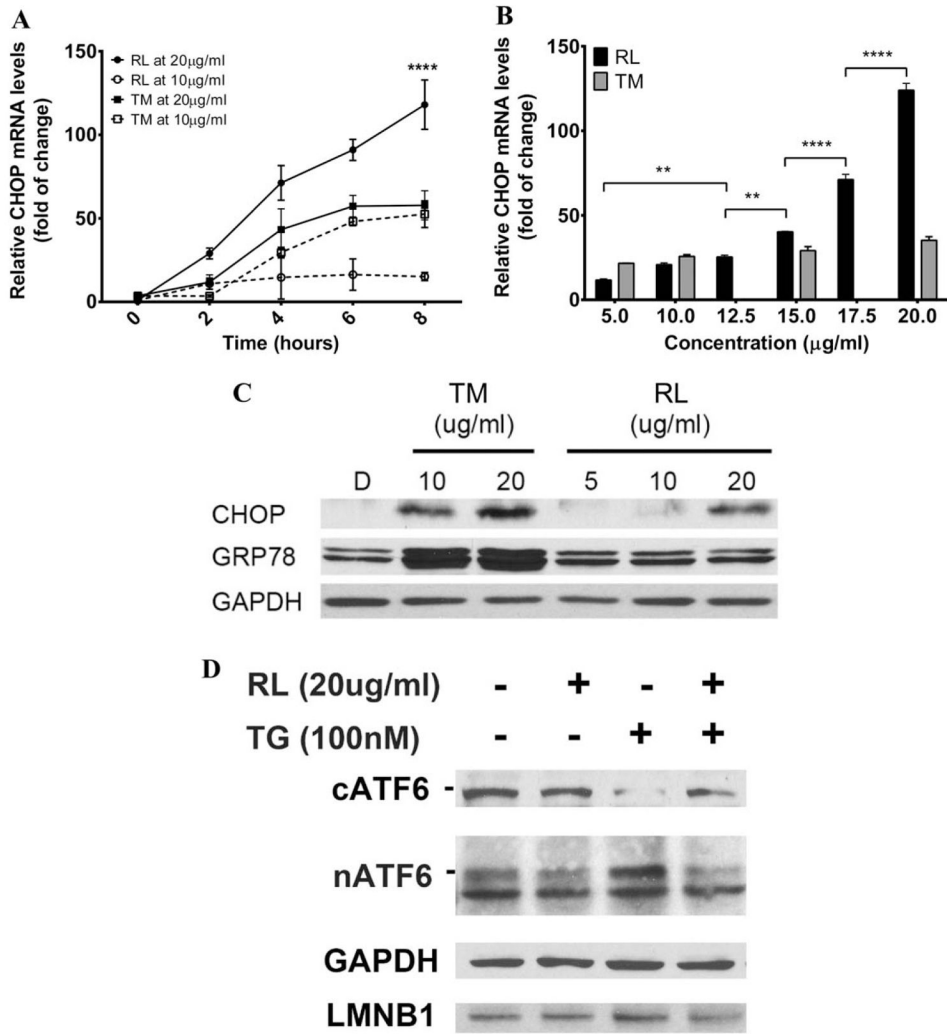 A
Relative CHOP mRNA levels
(fold of change)
150
100
50
0
RL at 20μg/ml
RL at 10μg/ml
TM at 20μg/ml
TM at 10μg/ml
****
0 2 4 6 8
Time (hours)
B
Relative CHOP mRNA levels
(fold of change)
150
100
50
0
RL
TM
**
**
****
****
5.0 10.0 12.5 15.0 17.5 20.0
Concentration (μg/ml)
C
TM RL
(ug/ml) (ug/ml)
D 10 20 5 10 20
CHOP
GRP78
GAPDH
D
RL (20ug/ml) - + - +
TG (100nM) - - + +
cATF6 -
nATF6 -
GAPDH
LMNB1